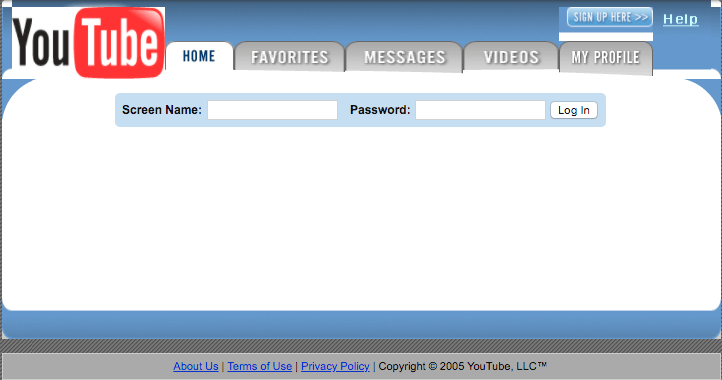 YouTube
SIGN UP HERE >> Help
HOME FAVORITES MESSAGES VIDEOS MY PROFILE
Screen Name: Password: Log In
About Us | Terms of Use | Privacy Policy | Copyright © 2005 YouTube, LLC™